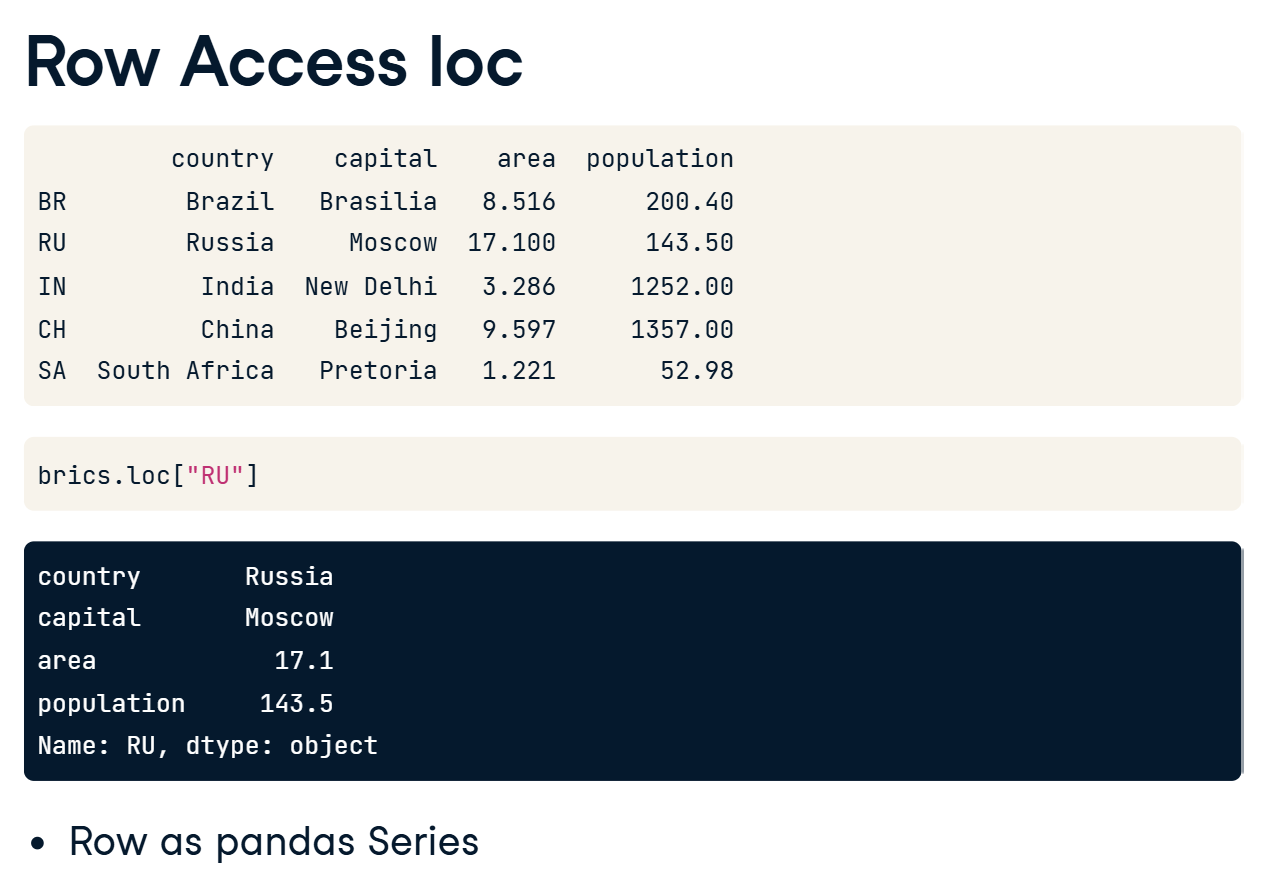 Row Access loc
         country    capital    area  population
BR        Brazil   Brasilia   8.516      200.40
RU        Russia     Moscow  17.100      143.50
IN         India  New Delhi   3.286     1252.00
CH         China    Beijing   9.597     1357.00
SA  South Africa   Pretoria   1.221       52.98
brics.loc["RU"]
country       Russia
capital       Moscow
area            17.1
population     143.5
Name: RU, dtype: object
• Row as pandas Series